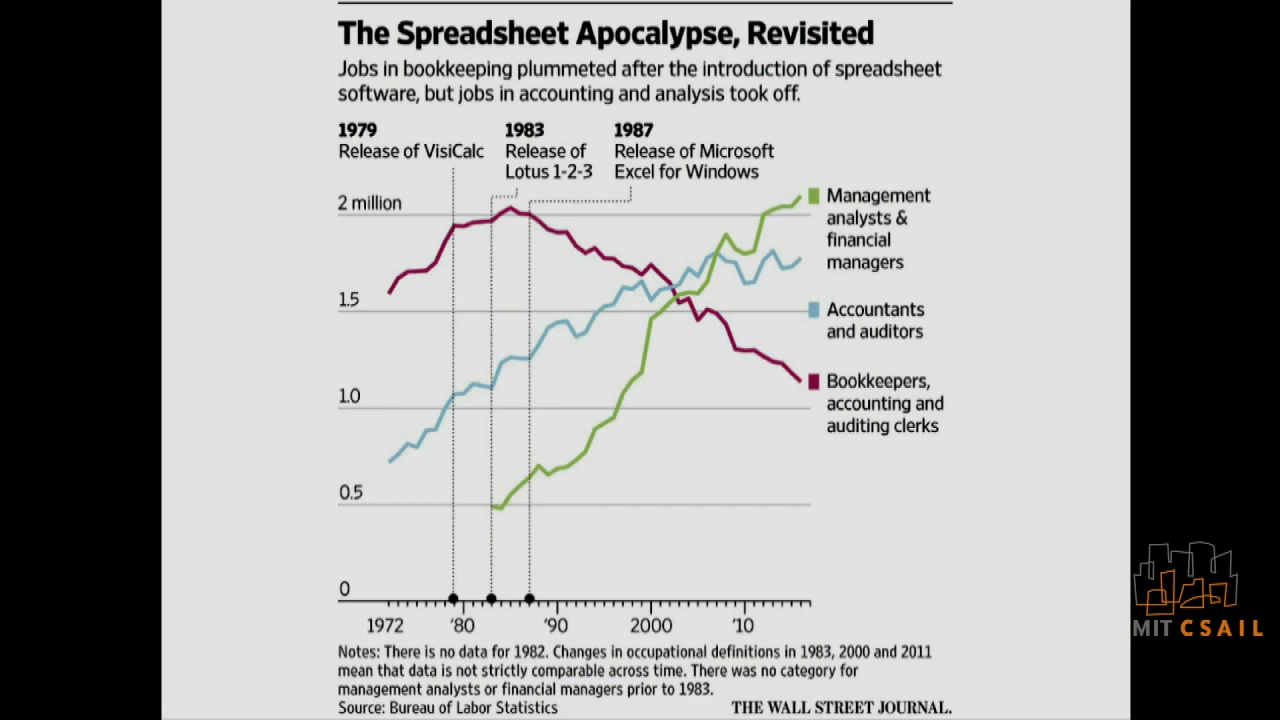 The Spreadsheet Apocalypse, Revisited
Jobs in bookkeeping plummeted after the introduction of spreadsheet
software, but jobs in accounting and analysis took off.
1979
Release of VisiCalc
1983
Release of
Lotus 1-2-3
1987
Release of Microsoft
Excel for Windows
2 million
1.5
1.0
0.5
0
Management
analysts &
financial
managers
Accountants
and auditors
Bookkeepers,
accounting and
auditing clerks
1972 '80 '90 2000 '10
Notes: There is no data for 1982. Changes in occupational definitions in 1983, 2000 and 2011
mean that data is not strictly comparable across time. There was no category for
management analysts or financial managers prior to 1983.
Source: Bureau of Labor Statistics
THE WALL STREET JOURNAL.
MIT CSAIL